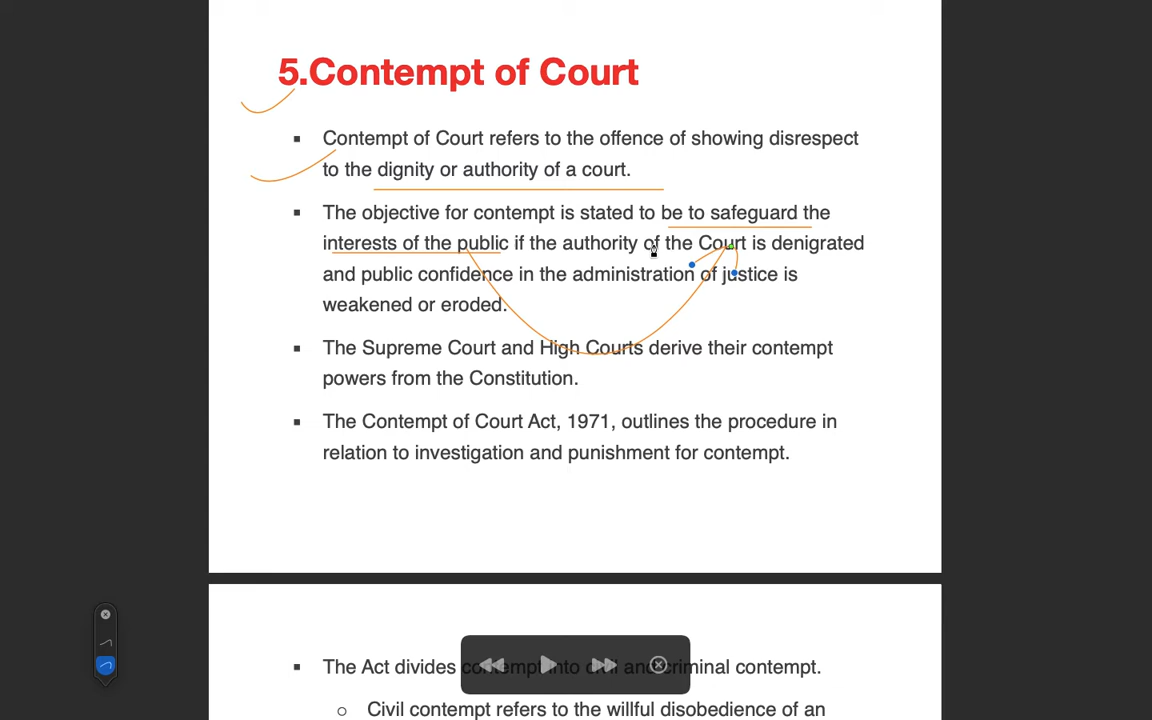 5.Contempt of Court
▪ Contempt of Court refers to the offence of showing disrespect
to the dignity or authority of a court.
▪ The objective for contempt is stated to be to safeguard the
interests of the public if the authority of the Court is denigrated
and public confidence in the administration of justice is
weakened or eroded.
▪ The Supreme Court and High Courts derive their contempt
powers from the Constitution.
▪ The Contempt of Court Act, 1971, outlines the procedure in
relation to investigation and punishment for contempt.
▪ The Act divides contempt into civil and criminal contempt.
o Civil contempt refers to the willful disobedience of an